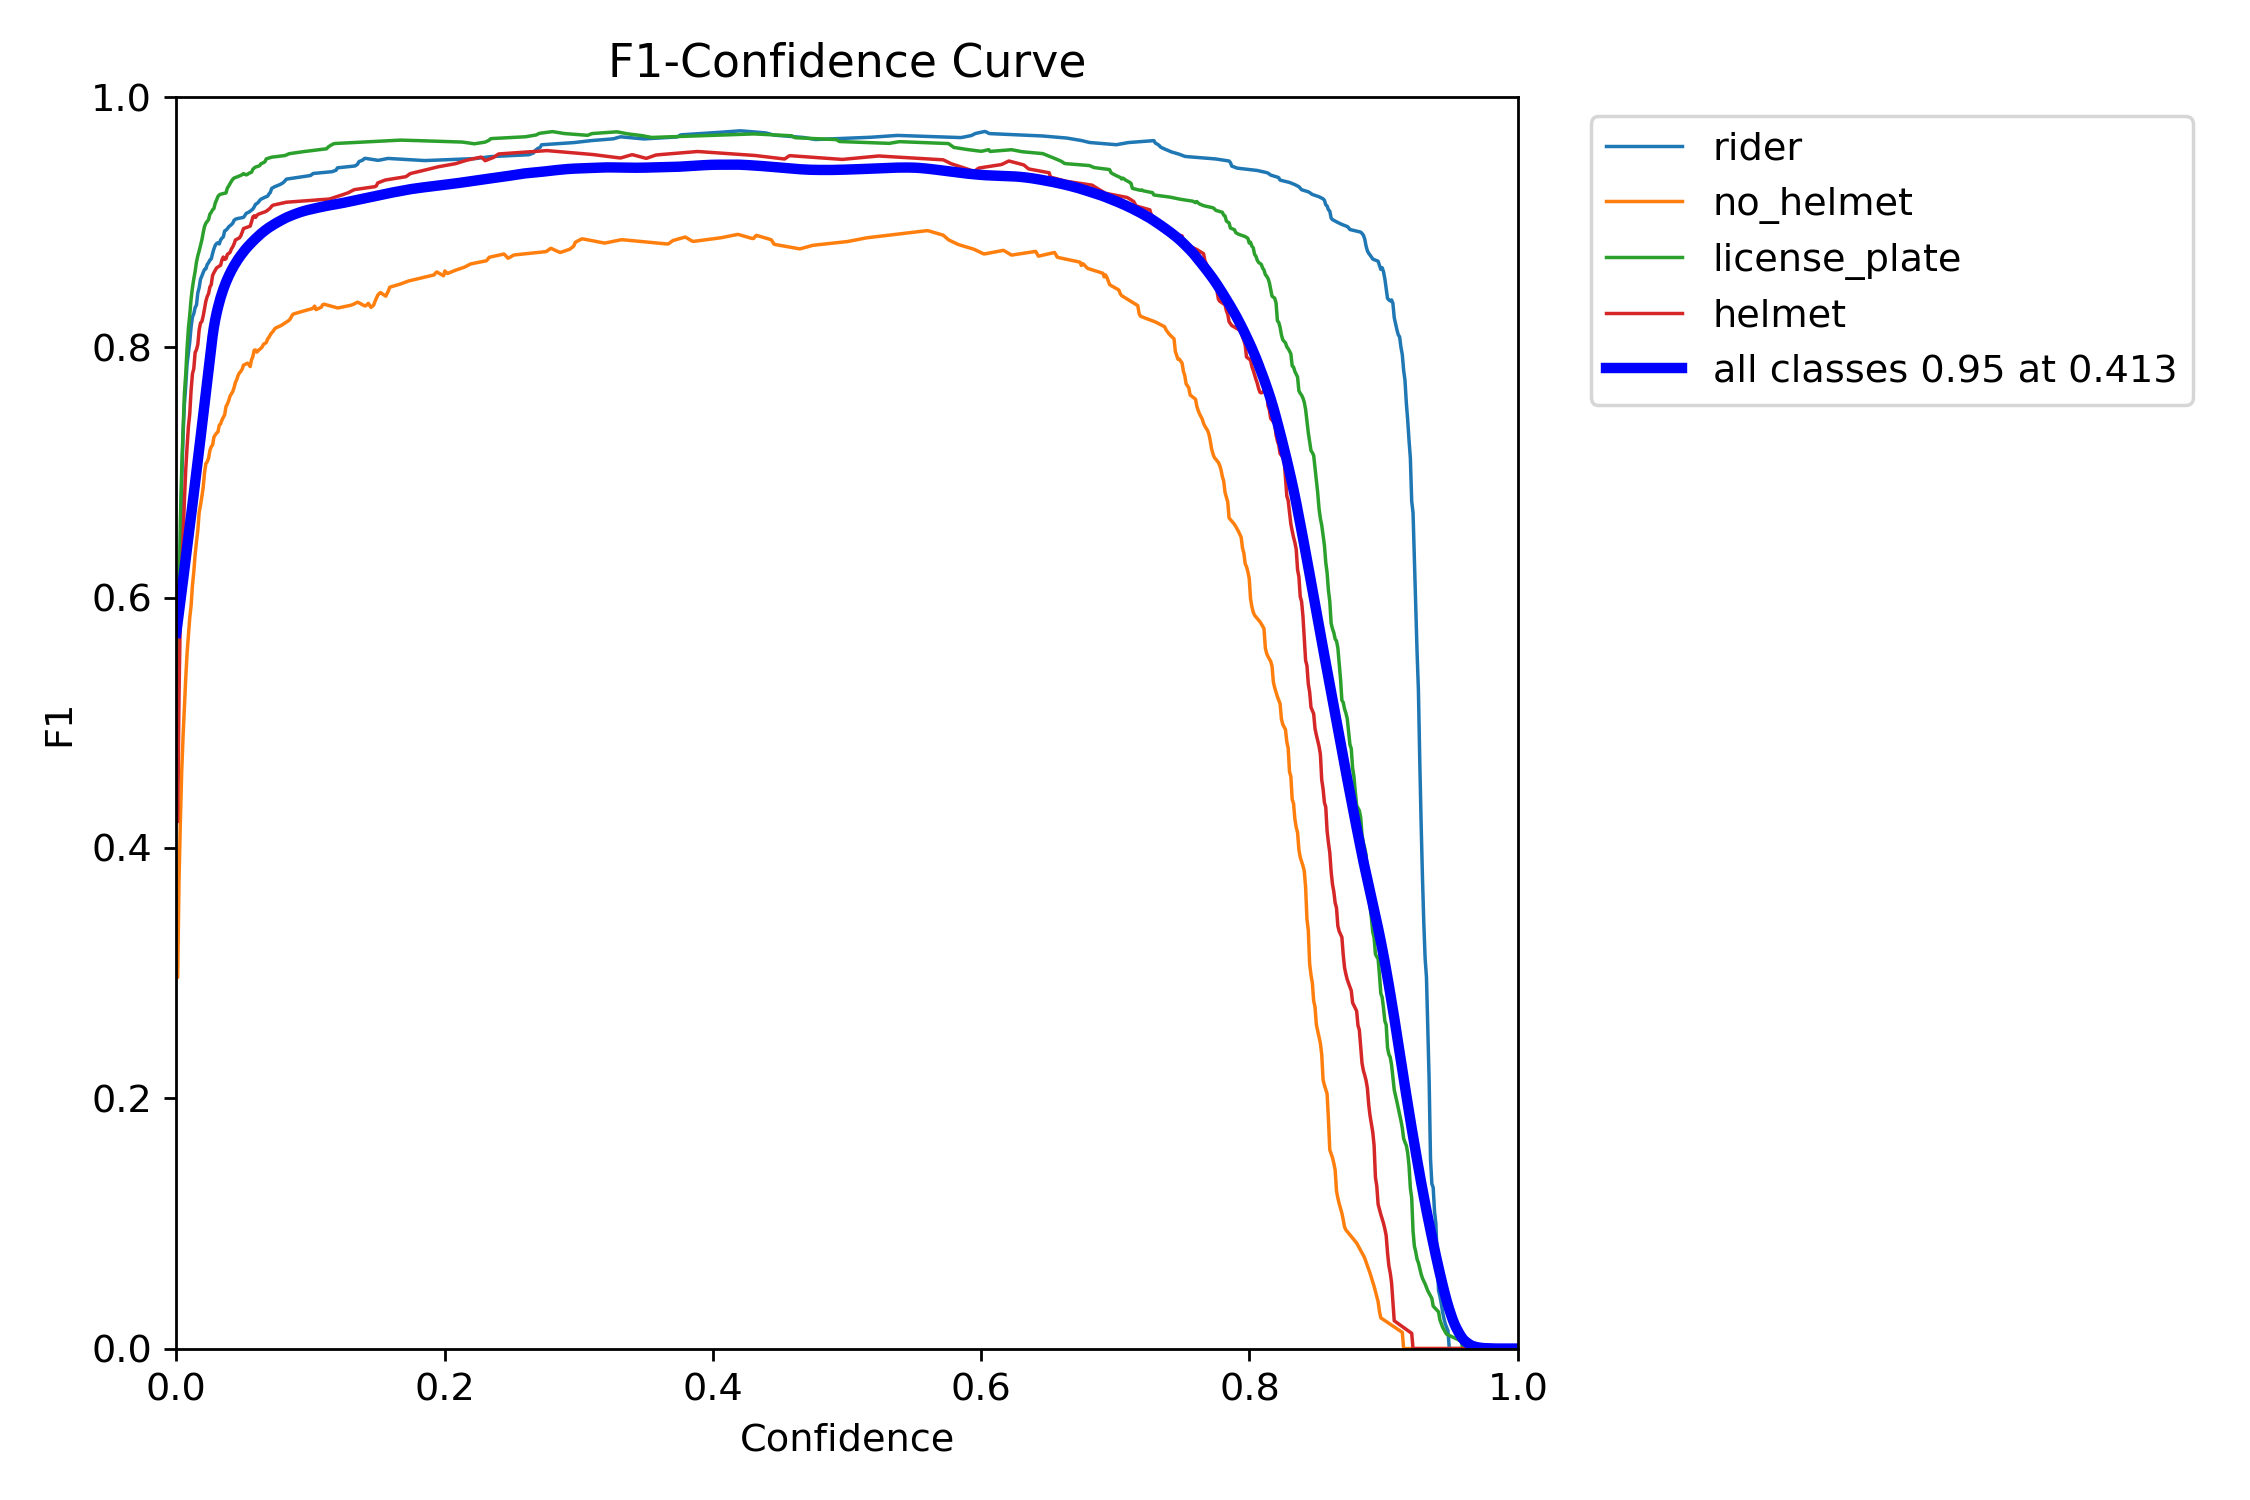 F1-Confidence Curve
1.0
0.8
0.6
0.4
0.2
0.0
F1
0.0 0.2 0.4 0.6 0.8 1.0
Confidence
rider
no_helmet
license_plate
helmet
all classes 0.95 at 0.413